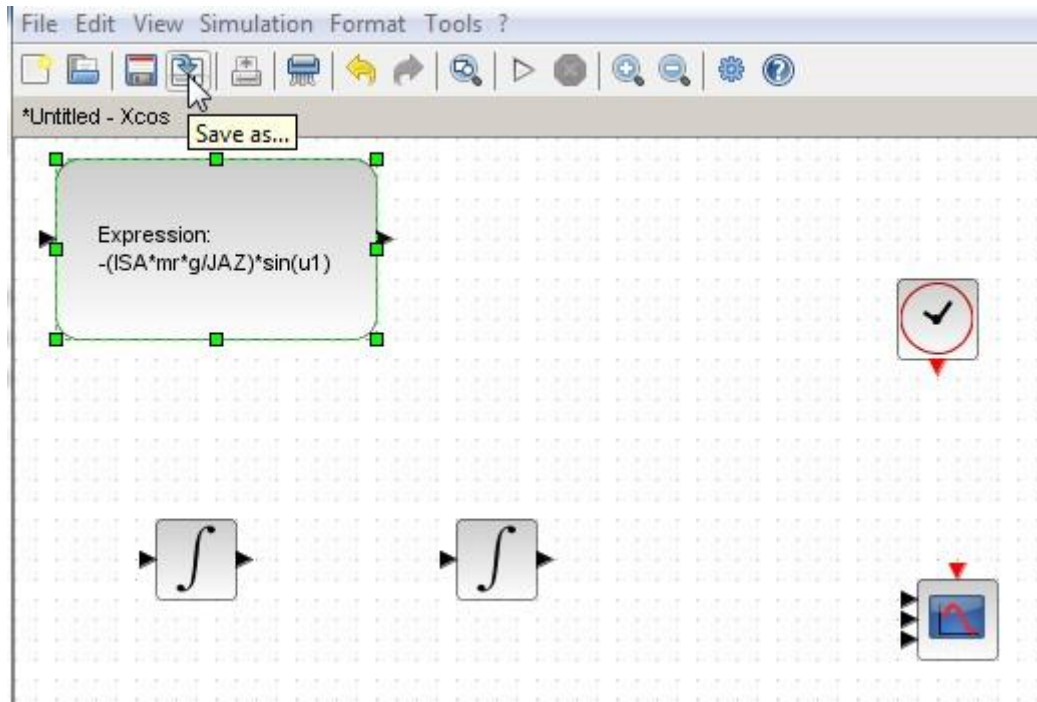 File Edit View Simulation Format Tools ?
*Untitled - Xcos
Save as...
Expression:
-(ISA*mr*g/JAZ)*sin(u1)